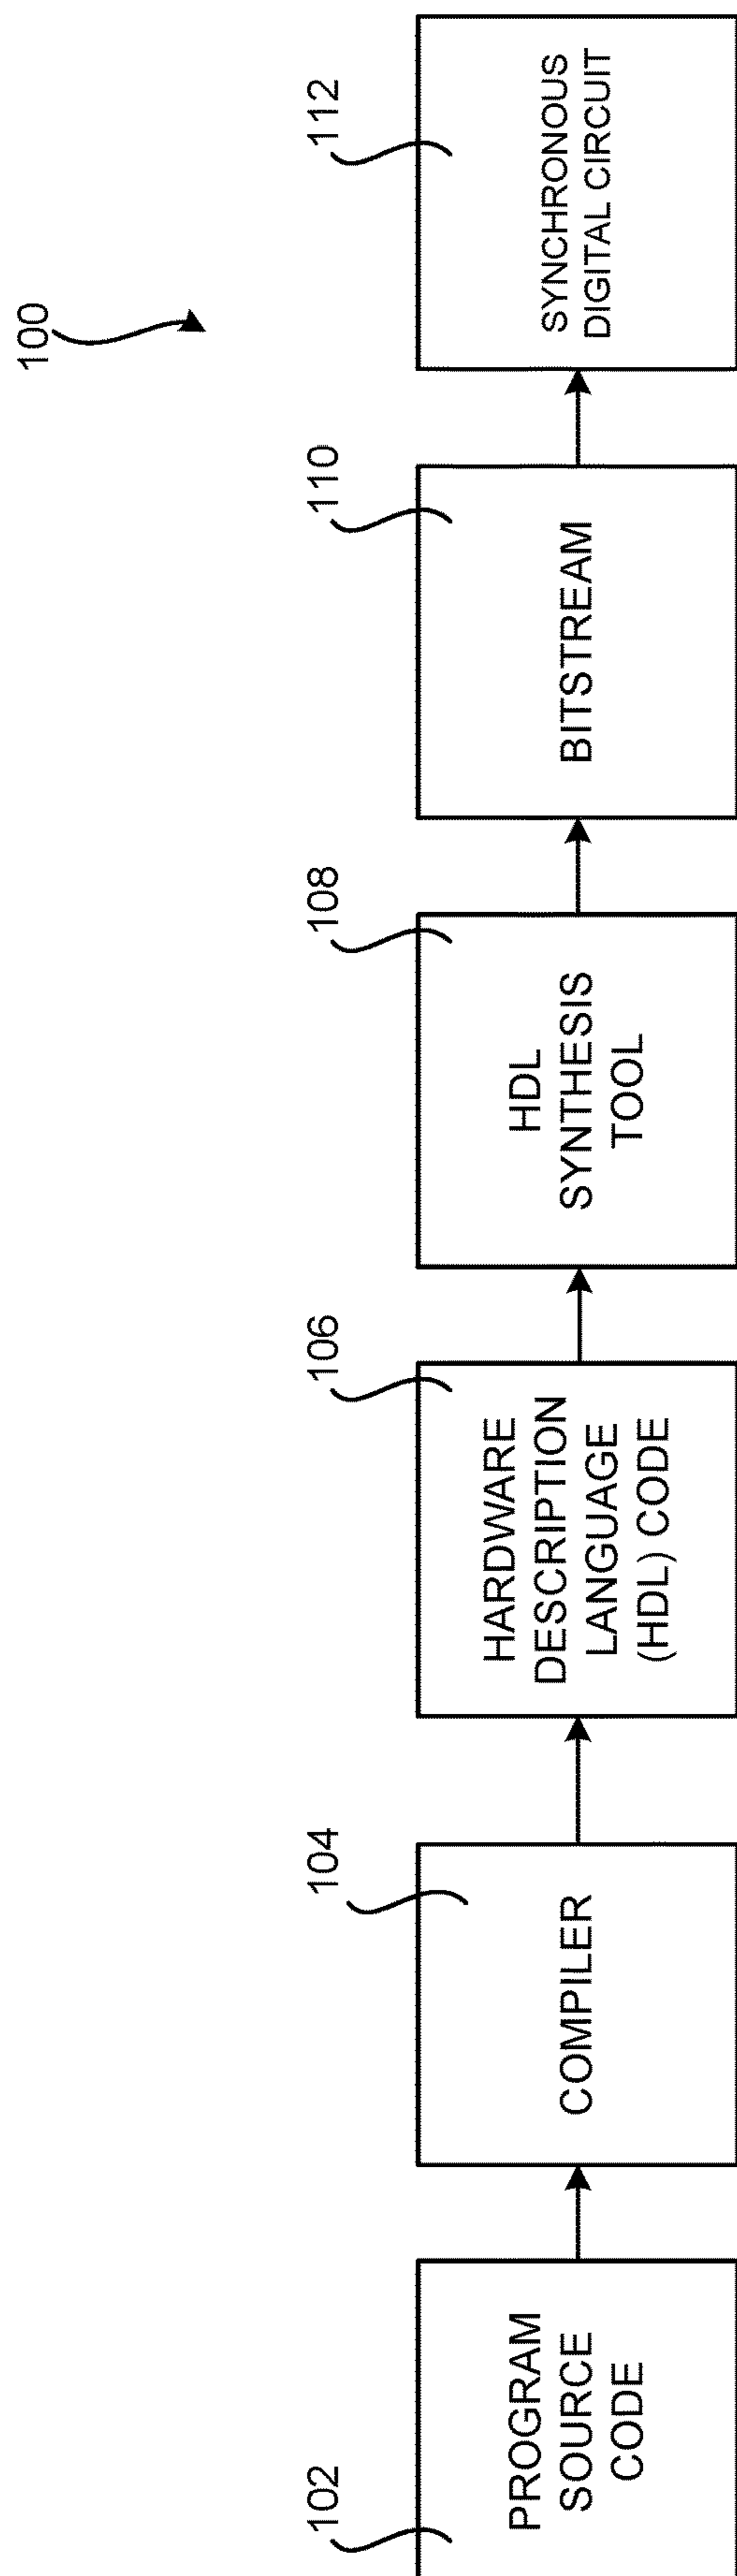 100
102
PROGRAM
SOURCE
CODE
104
COMPILER
106
HARDWARE
DESCRIPTION
LANGUAGE
(HDL) CODE
108
HDL
SYNTHESIS
TOOL
110
BITSTREAM
112
SYNCHRONOUS
DIGITAL CIRCUIT